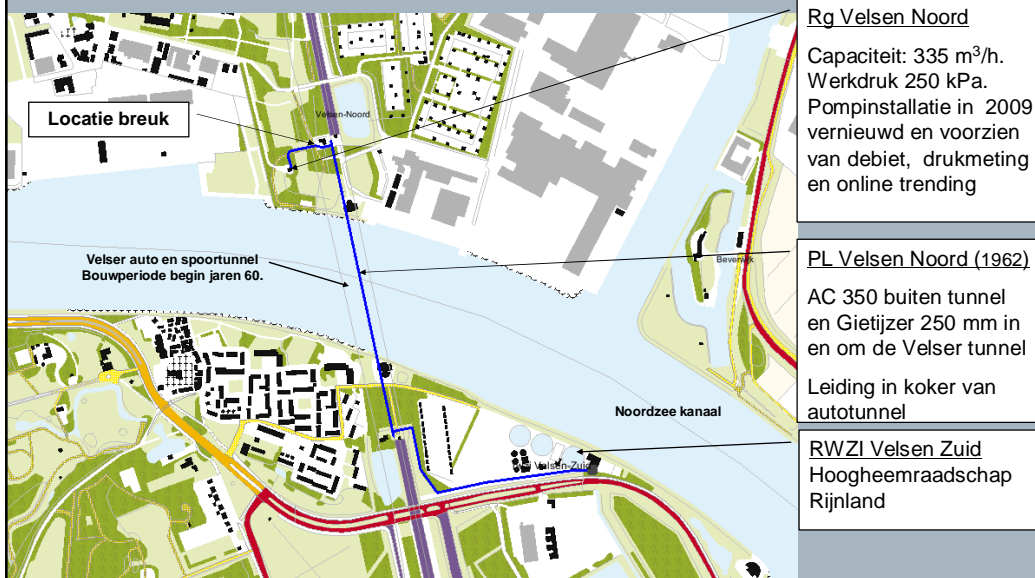 Rg Velsen Noord
Capaciteit: 335 m³/h.
Werkdruk 250 kPa.
Pompinstallatie in 2009
vernieuwd en voorzien
van debiet, drukmeting
en online trending
Locatie breuk
Velsen-Noord
Velser auto en spoortunnel
Bouwperiode begin jaren 60.
Beverwijk
PL Velsen Noord (1962)
AC 350 buiten tunnel
en Gietijzer 250 mm in
en om de Velser tunnel
Leiding in koker van
autotunnel
Noordzee kanaal
Velsen-Zuid
RWZI Velsen Zuid
Hoogheemraadschap
Rijnland